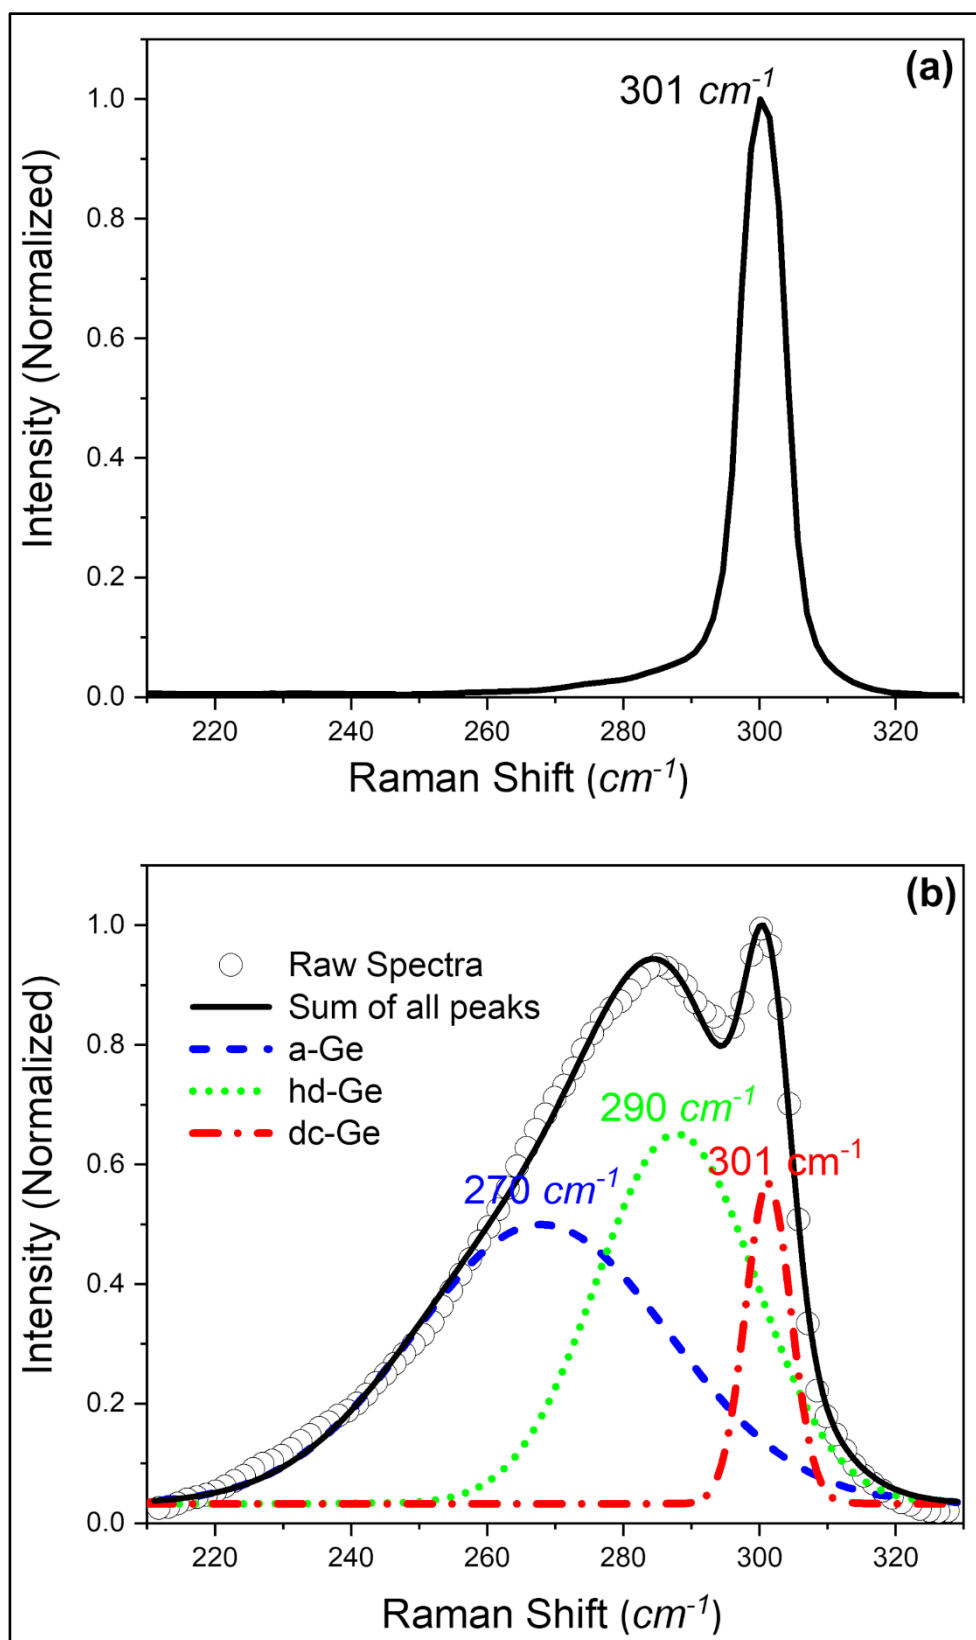 (a)
301 cm⁻¹
Intensity (Normalized)
1.0
0.8
0.6
0.4
0.2
0.0
220 240 260 280 300 320
Raman Shift (cm⁻¹)
(b)
Raw Spectra
Sum of all peaks
a-Ge
hd-Ge
dc-Ge
290 cm⁻¹
301 cm⁻¹
270 cm⁻¹
Intensity (Normalized)
1.0
0.8
0.6
0.4
0.2
0.0
220 240 260 280 300 320
Raman Shift (cm⁻¹)